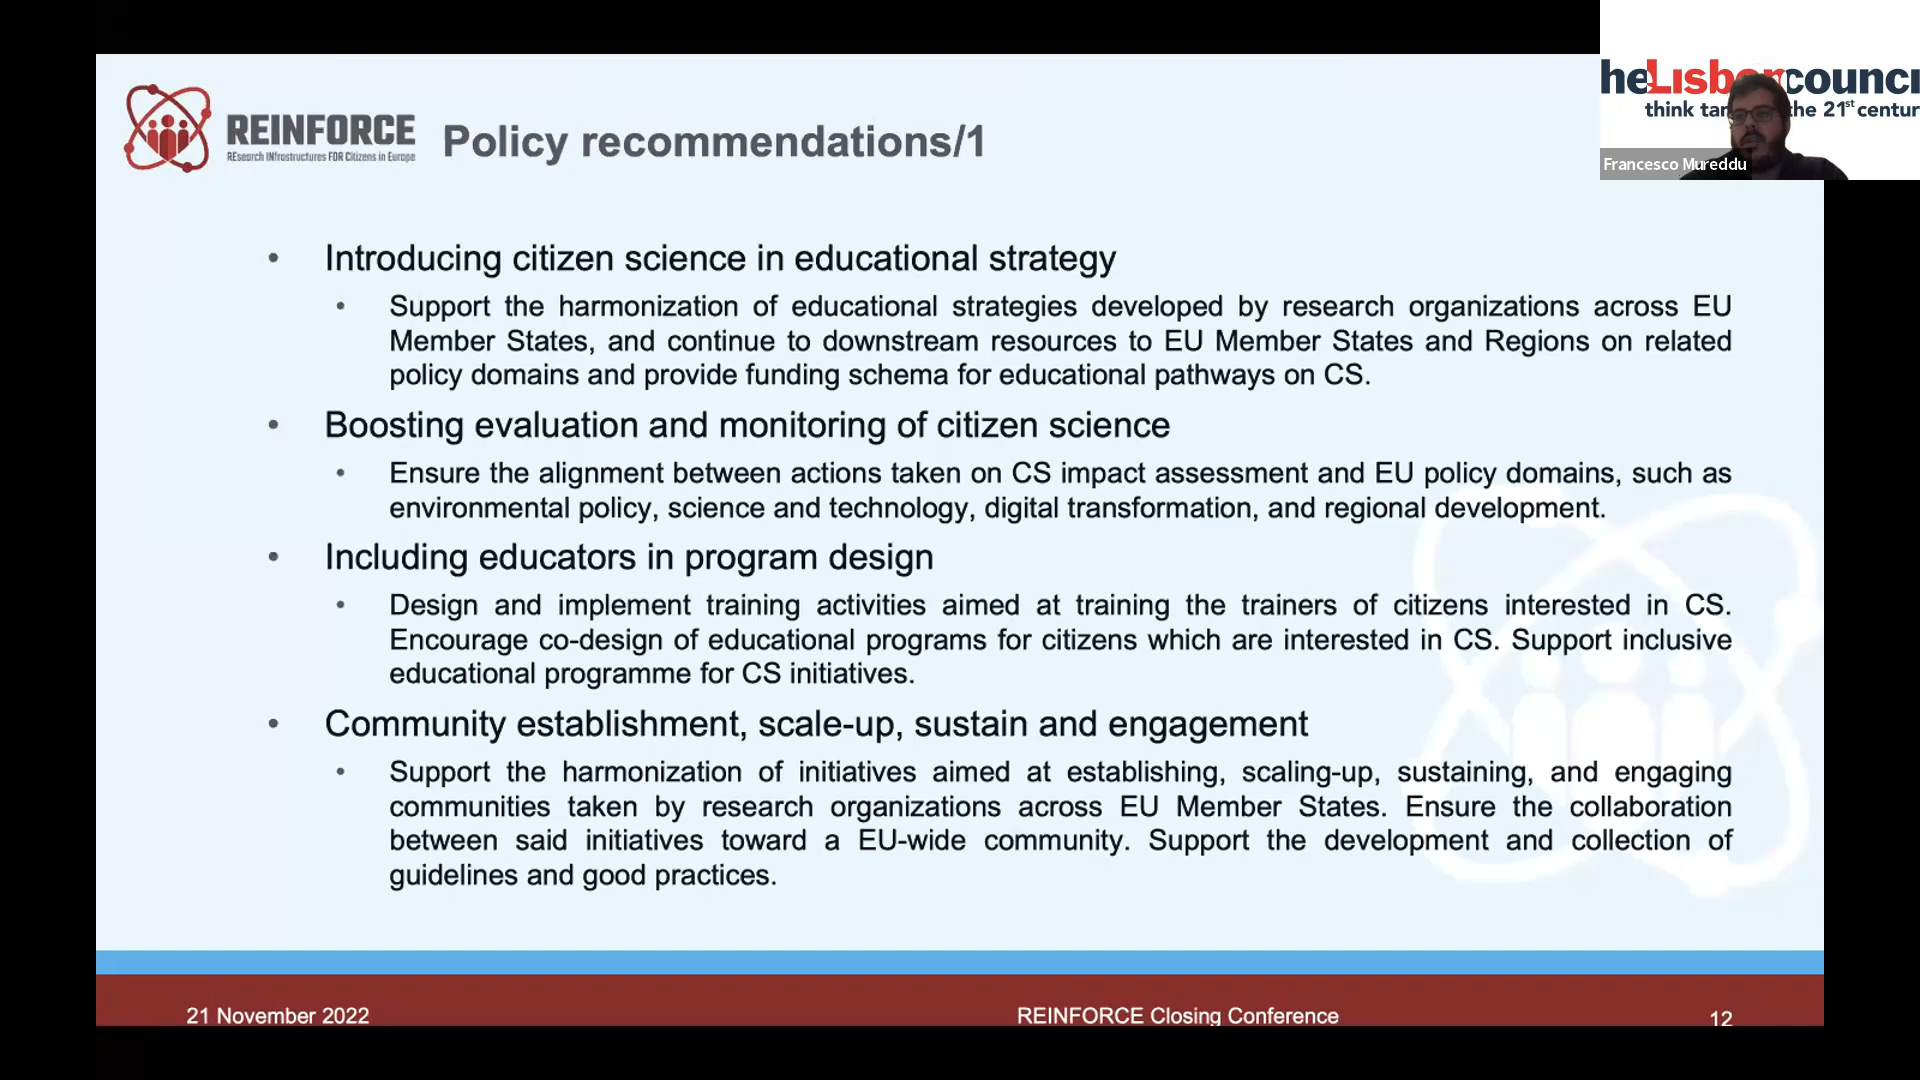 REINFORCE
REsearch INfrastructures FOR Citizens in Europe
Policy recommendations/1
heLisbo council
think tan the 21st centur
Francesco Mureddu
• Introducing citizen science in educational strategy
• Support the harmonization of educational strategies developed by research organizations across EU
Member States, and continue to downstream resources to EU Member States and Regions on related
policy domains and provide funding schema for educational pathways on CS.
• Boosting evaluation and monitoring of citizen science
• Ensure the alignment between actions taken on CS impact assessment and EU policy domains, such as
environmental policy, science and technology, digital transformation, and regional development.
• Including educators in program design
• Design and implement training activities aimed at training the trainers of citizens interested in CS.
Encourage co-design of educational programs for citizens which are interested in CS. Support inclusive
educational programme for CS initiatives.
• Community establishment, scale-up, sustain and engagement
• Support the harmonization of initiatives aimed at establishing, scaling-up, sustaining, and engaging
communities taken by research organizations across EU Member States. Ensure the collaboration
between said initiatives toward a EU-wide community. Support the development and collection of
guidelines and good practices.
21 November 2022
REINFORCE Closing Conference
12